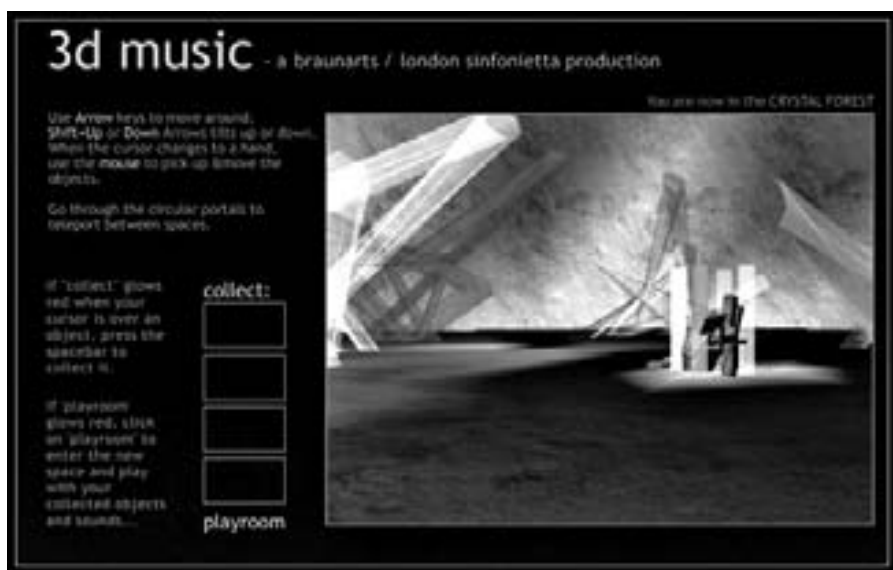 3d music - a braunarts / london sinfonietta production
You are now in the CRYSTAL FOREST
Use Arrow keys to move around.
Shift-Up or Down Arrows tilts up or down.
When the cursor changes to a hand,
use the mouse to pick up &move the
objects.
Go through the circular portals to
teleport between spaces.
If 'collect' glows
red when your
cursor is over an
object, press the
spacebar to
collect it.
collect:
If 'playroom'
glows red, click
on 'playroom' to
enter the new
space and play
with your
collected objects
and sounds...
playroom